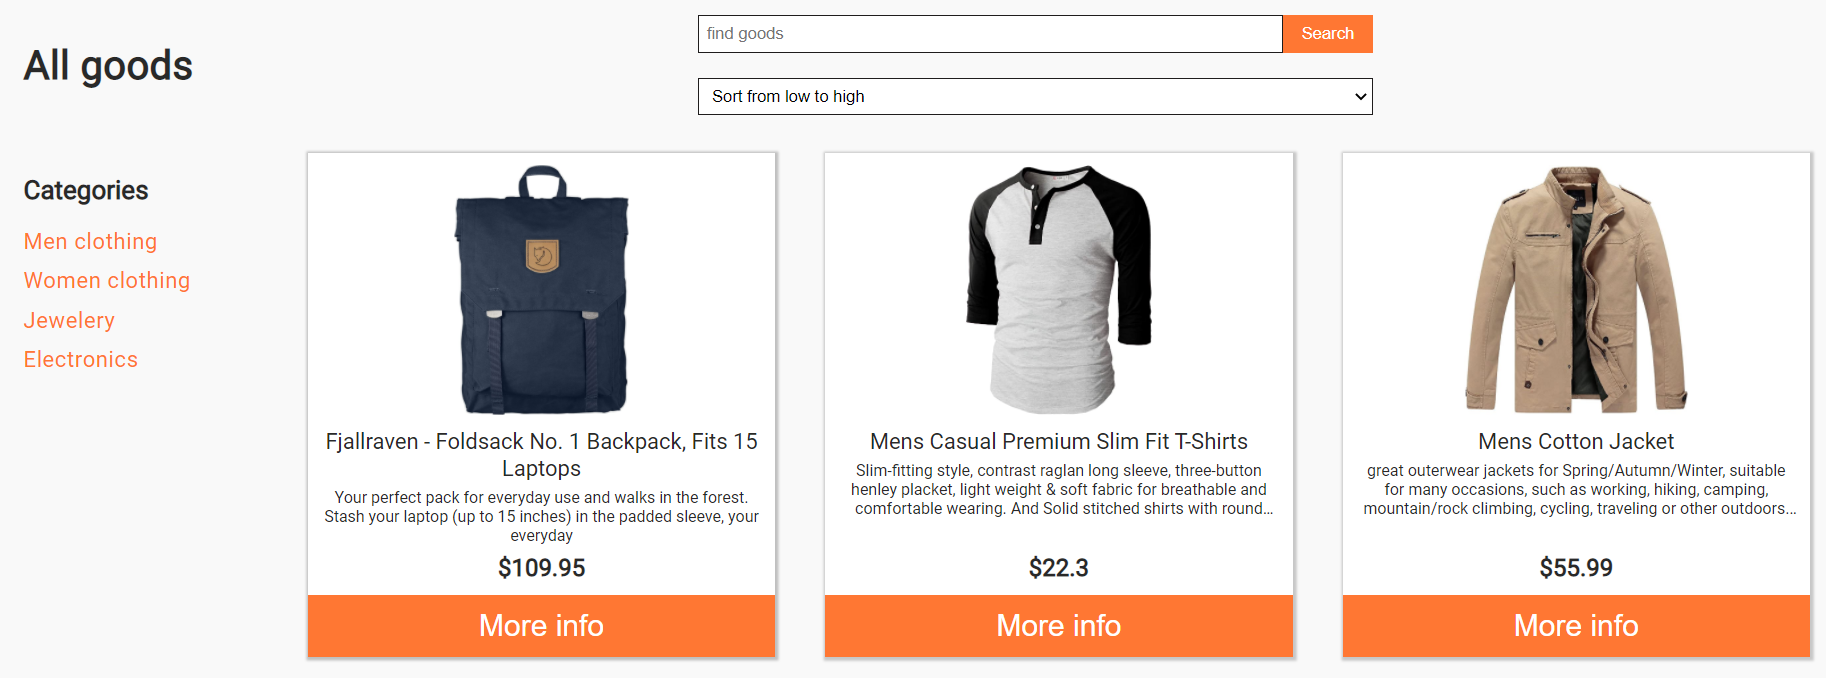 All goods
find goods
Search
Sort from low to high
Categories
Men clothing
Women clothing
Jewelery
Electronics
Fjallraven - Foldsack No. 1 Backpack, Fits 15
Laptops
Your perfect pack for everyday use and walks in the forest.
Stash your laptop (up to 15 inches) in the padded sleeve, your
everyday
$109.95
More info
Mens Casual Premium Slim Fit T-Shirts
Slim-fitting style, contrast raglan long sleeve, three-button
henley placket, light weight & soft fabric for breathable and
comfortable wearing. And Solid stitched shirts with round...
$22.3
More info
Mens Cotton Jacket
great outerwear jackets for Spring/Autumn/Winter, suitable
for many occasions, such as working, hiking, camping,
mountain/rock climbing, cycling, traveling or other outdoors...
$55.99
More info